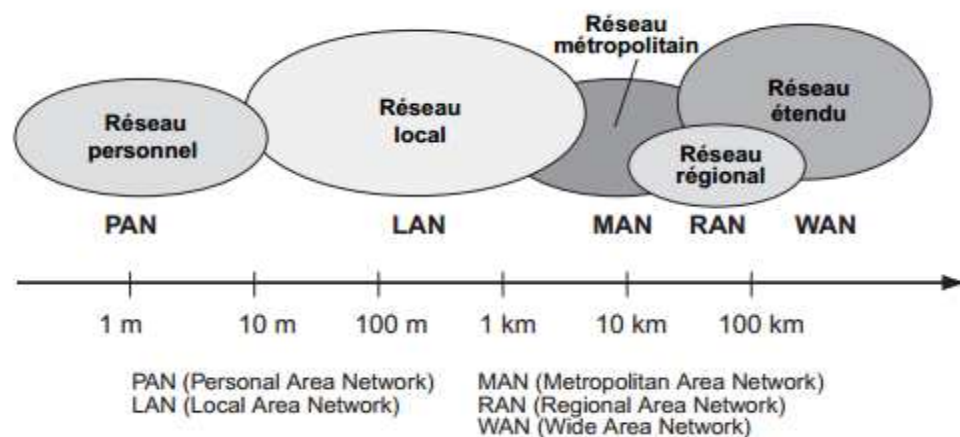 Réseau
métropolitain
Réseau
personnel
Réseau
local
Réseau
étendu
Réseau
régional
PAN LAN MAN RAN WAN
1 m 10 m 100 m 1 km 10 km 100 km
PAN (Personal Area Network)
LAN (Local Area Network)
MAN (Metropolitan Area Network)
RAN (Regional Area Network)
WAN (Wide Area Network)